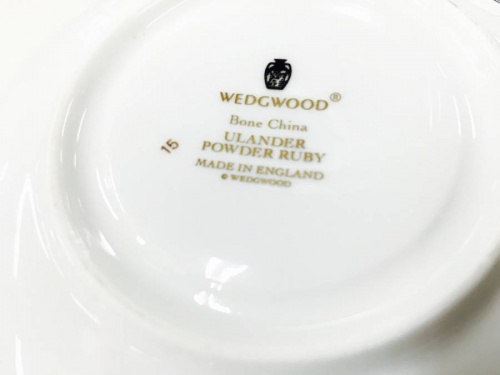 WEDGWOOD®
Bone China
ULANDER
POWDER RUBY
MADE IN ENGLAND
© WEDGWOOD
15